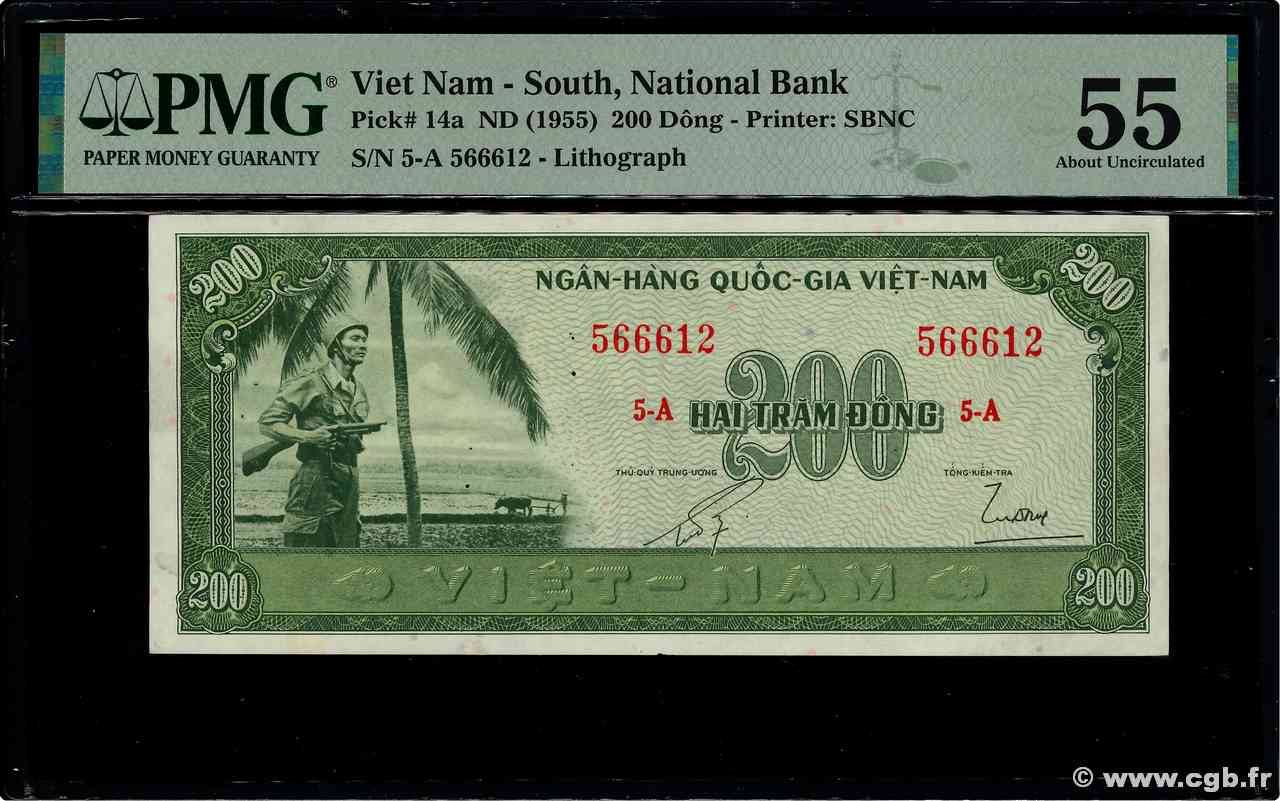 PMG®
PAPER MONEY GUARANTY
Viet Nam - South, National Bank
Pick# 14a ND (1955) 200 Dông - Printer: SBNC
S/N 5-A 566612 - Lithograph
55
About Uncirculated
200
200
NGÂN-HÀNG QUỐC-GIA VIỆT-NAM
566612
566612
200
5-A
HAI TRĂM ĐỒNG
5-A
THỦ-QUỸ TRUNG-ƯƠNG
TỔNG-KIỂM-TRA
200
VIỆT-NAM
200
© www.cgb.fr